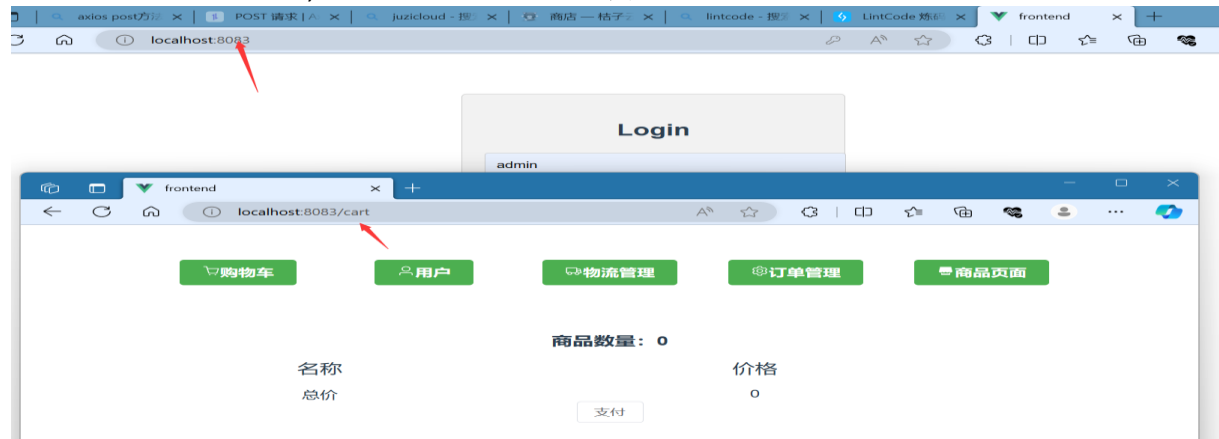 axios post方法
POST 请求 | A
juzicloud - 搜
商店 — 桔子云
lintcode - 搜
LintCode 炼码
frontend
localhost:8083
Login
admin
frontend
localhost:8083/cart
购物车
用户
物流管理
订单管理
商品页面
商品数量：0
名称 价格
总价 0
支付